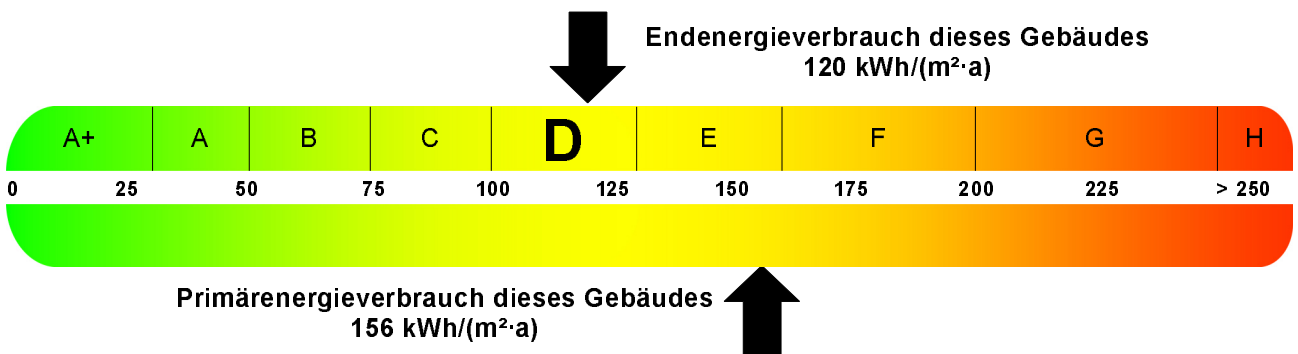 Endenergieverbrauch dieses Gebäudes
120 kWh/(m²·a)
A+ A B C D E F G H
0 25 50 75 100 125 150 175 200 225 > 250
Primärenergieverbrauch dieses Gebäudes
156 kWh/(m²·a)